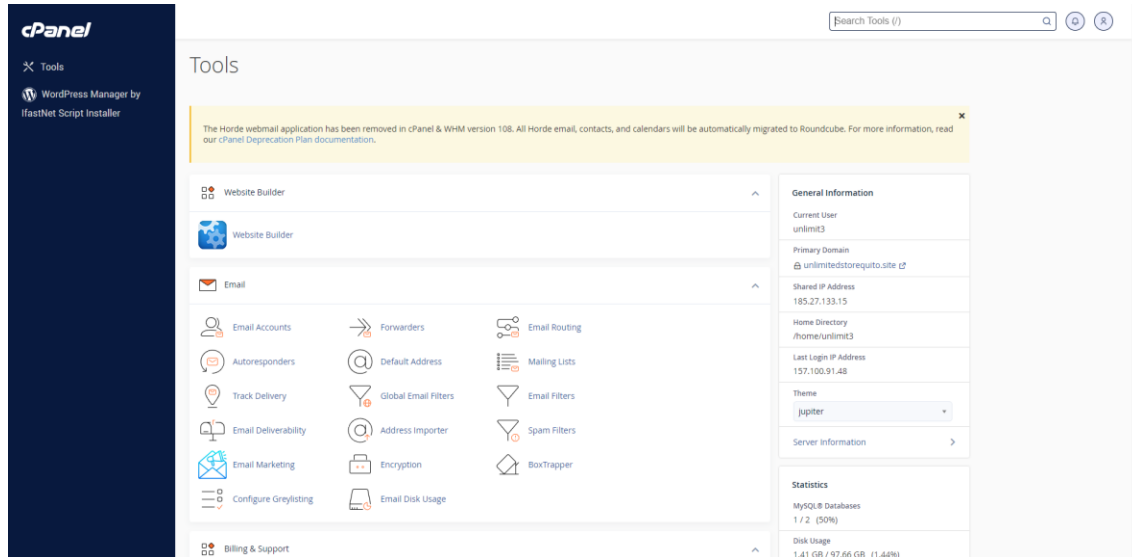 cPanel
Tools
WordPress Manager by
IfastNet Script Installer
Search Tools (/)
Tools
The Horde webmail application has been removed in cPanel & WHM version 108. All Horde email, contacts, and calendars will be automatically migrated to Roundcube. For more information, read
our cPanel Deprecation Plan documentation.
Website Builder
Website Builder
Email
Email Accounts
Forwarders
Email Routing
Autoresponders
Default Address
Mailing Lists
Track Delivery
Global Email Filters
Email Filters
Email Deliverability
Address Importer
Spam Filters
Email Marketing
Encryption
BoxTrapper
Configure Greylisting
Email Disk Usage
Billing & Support
General Information
Current User
unlimit3
Primary Domain
unlimitedstorequito.site
Shared IP Address
185.27.133.15
Home Directory
/home/unlimit3
Last Login IP Address
157.100.91.48
Theme
jupiter
Server Information
Statistics
MySQL® Databases
1 / 2 (50%)
Disk Usage
1.41 GB / 97.66 GB (1.44%)